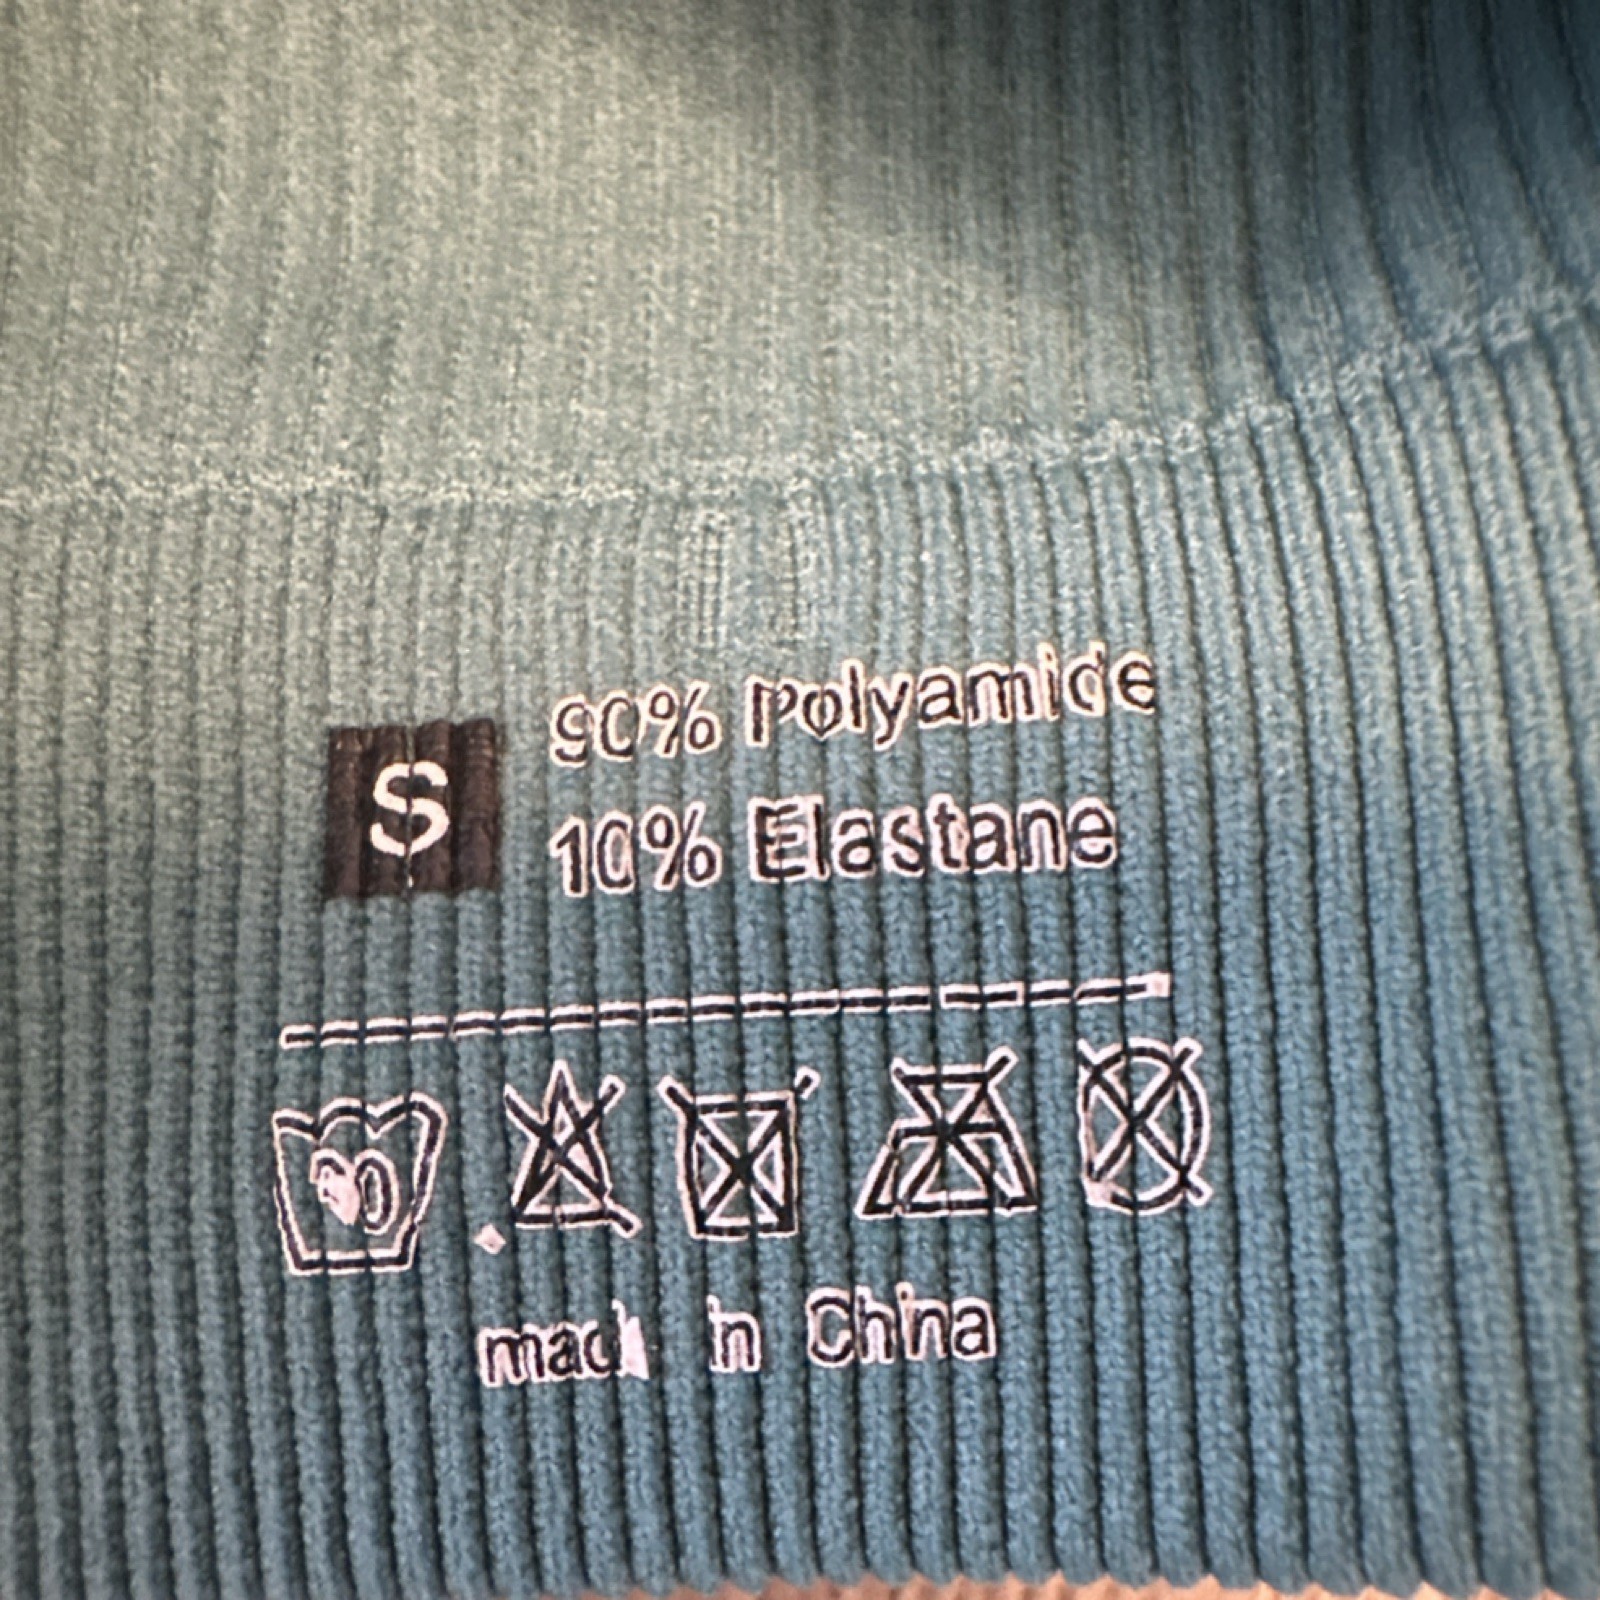 S
90% Polyamide
10% Elastane
made in China